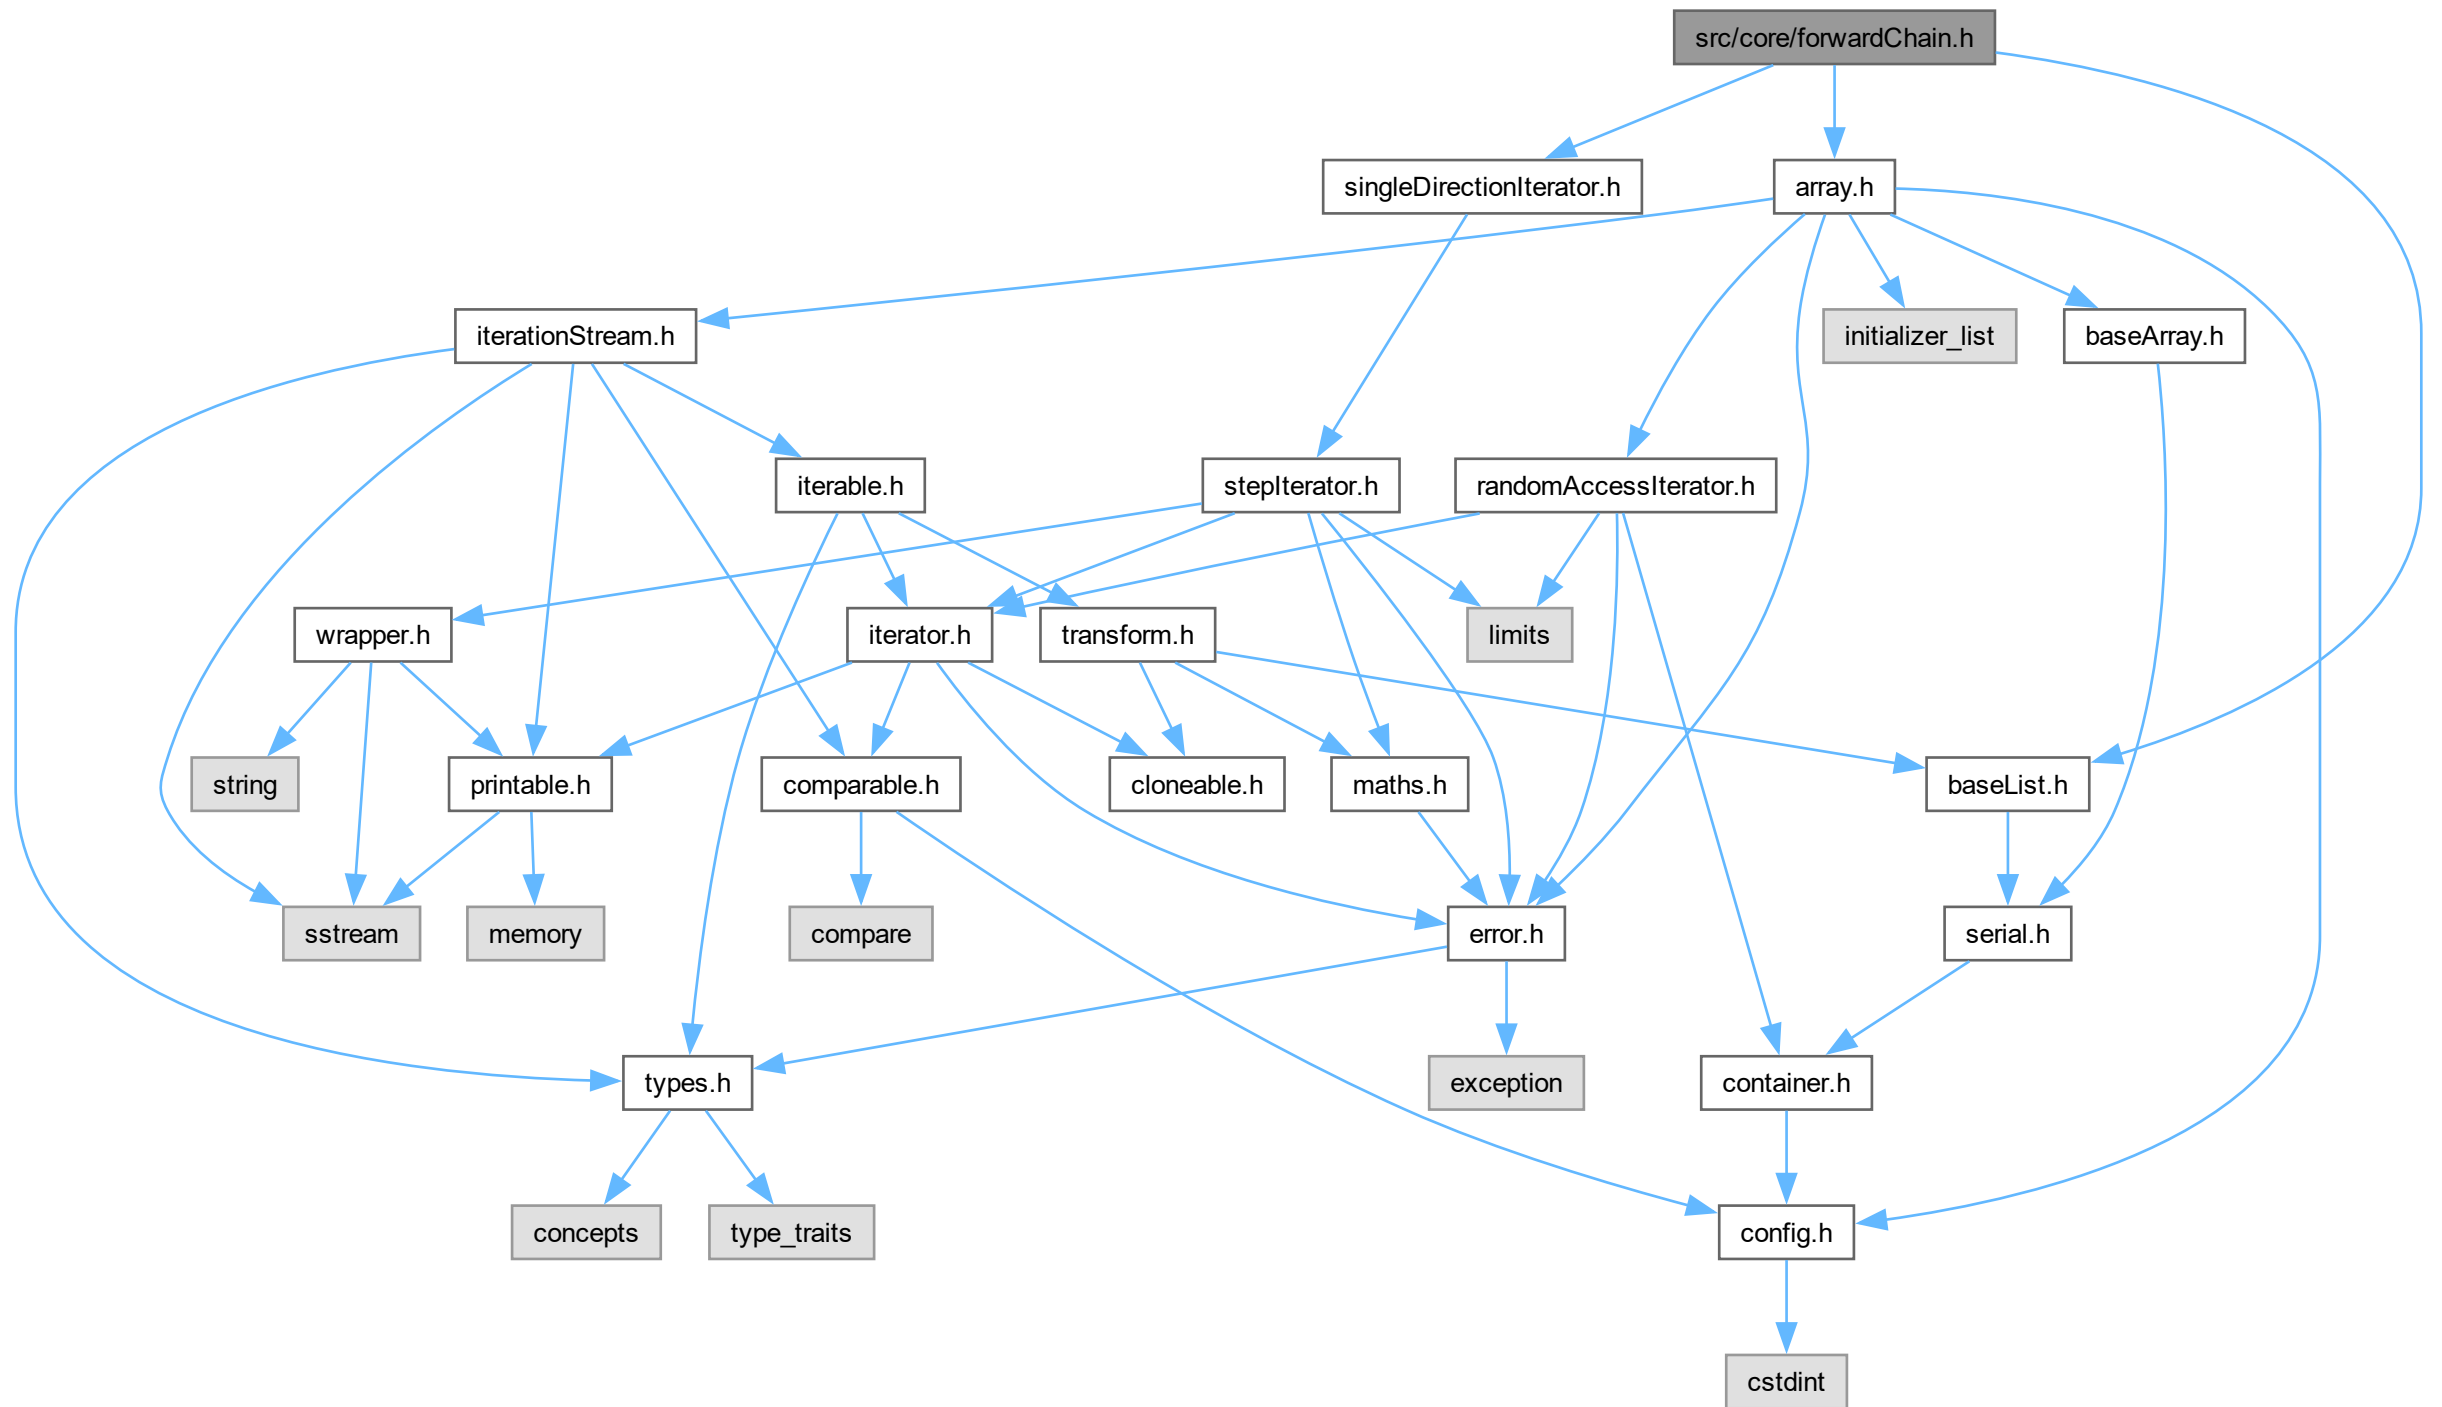 src/core/forwardChain.h
singleDirectionIterator.h
array.h
iterationStream.h
initializer_list
baseArray.h
iterable.h
stepIterator.h
randomAccessIterator.h
wrapper.h
iterator.h
transform.h
limits
string
printable.h
comparable.h
cloneable.h
maths.h
baseList.h
sstream
memory
compare
error.h
serial.h
types.h
exception
container.h
concepts
type_traits
config.h
cstdint